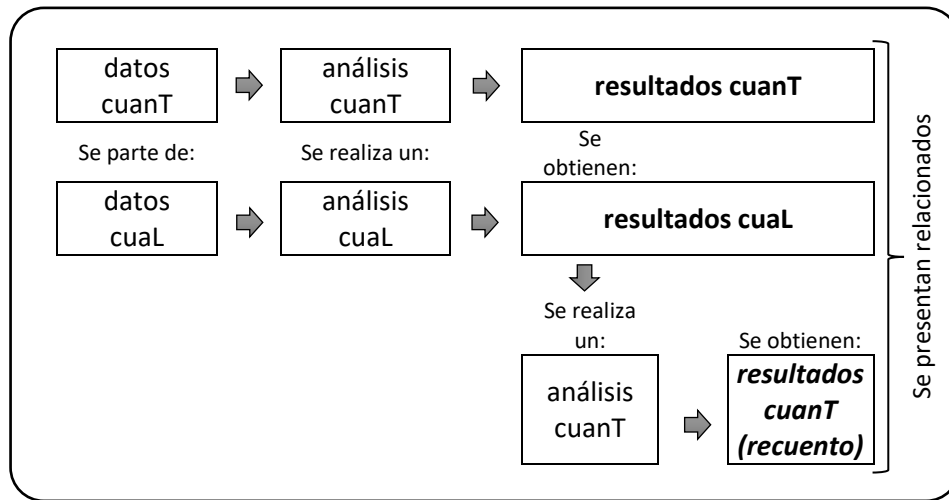 datos
cuanT
análisis
cuanT
resultados cuanT
Se parte de:
Se realiza un:
Se
obtienen:
datos
cuaL
análisis
cuaL
resultados cuaL
Se realiza
un:
Se obtienen:
análisis
cuanT
resultados
cuanT
(recuento)
Se presentan relacionados